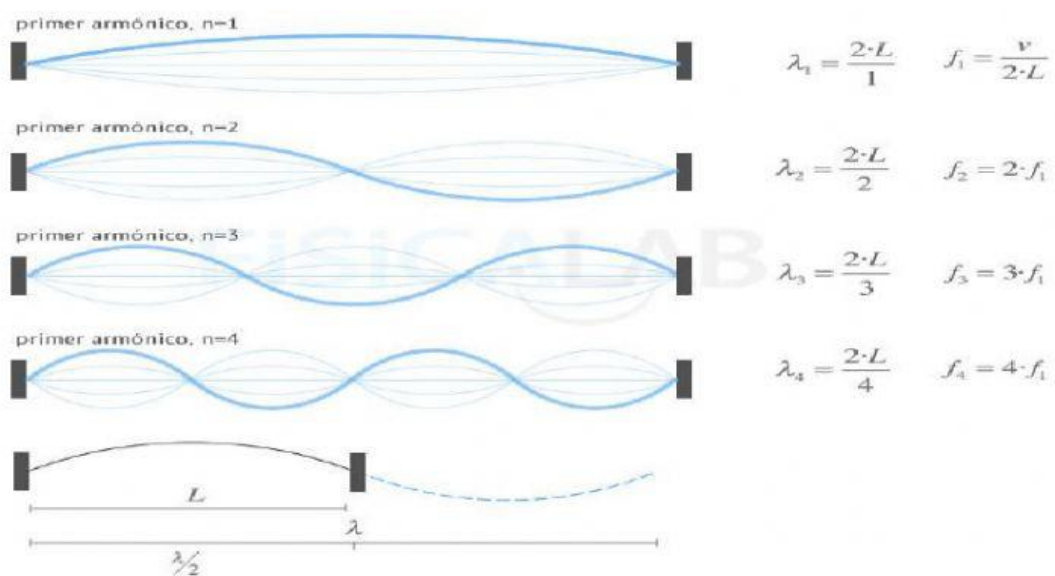 primer armónico, n=1
λ₁ = 2·L/1 f₁ = v/2·L
primer armónico, n=2
λ₂ = 2·L/2 f₂ = 2·f₁
primer armónico, n=3
FISICALAB
λ₃ = 2·L/3 f₃ = 3·f₁
primer armónico, n=4
λ₄ = 2·L/4 f₄ = 4·f₁
L
λ
λ/2